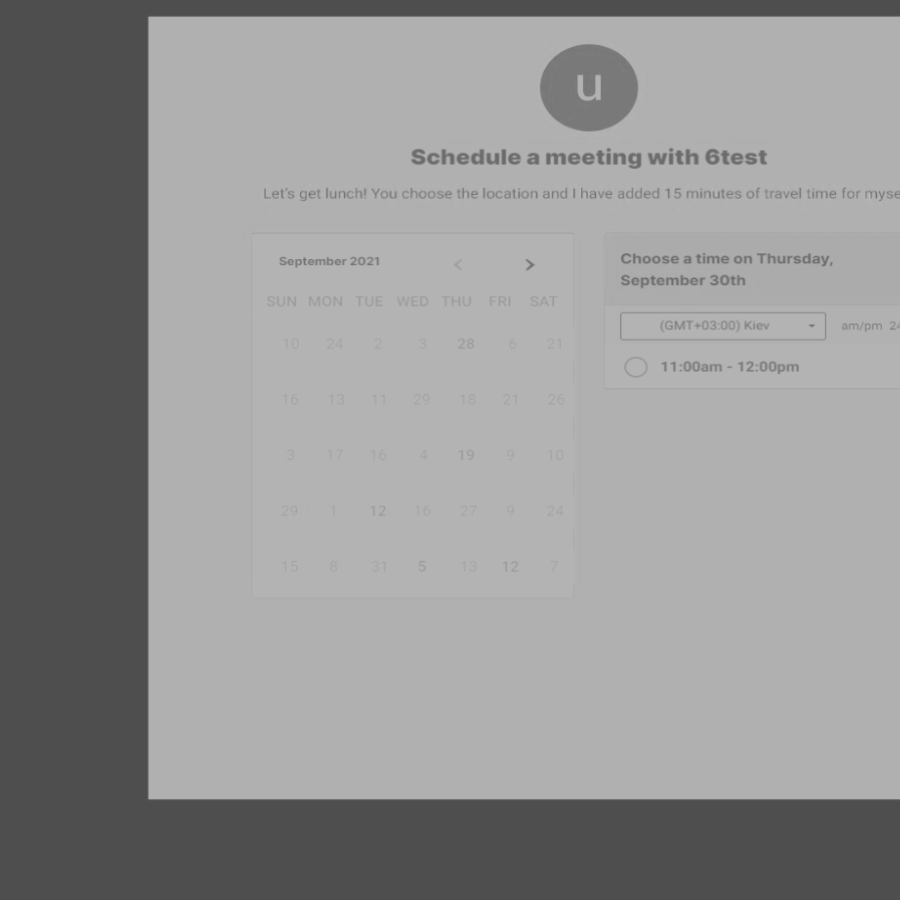 u
Schedule a meeting with 6test
Let's get lunch! You choose the location and I have added 15 minutes of travel time for myse
September 2021 < >
SUN MON TUE WED THU FRI SAT
10 24 2 3 28 6 21
16 13 11 29 18 21 26
3 17 16 4 19 9 10
29 1 12 16 27 9 24
15 8 31 5 13 12 7
Choose a time on Thursday,
September 30th
(GMT+03:00) Kiev am/pm 24
11:00am - 12:00pm